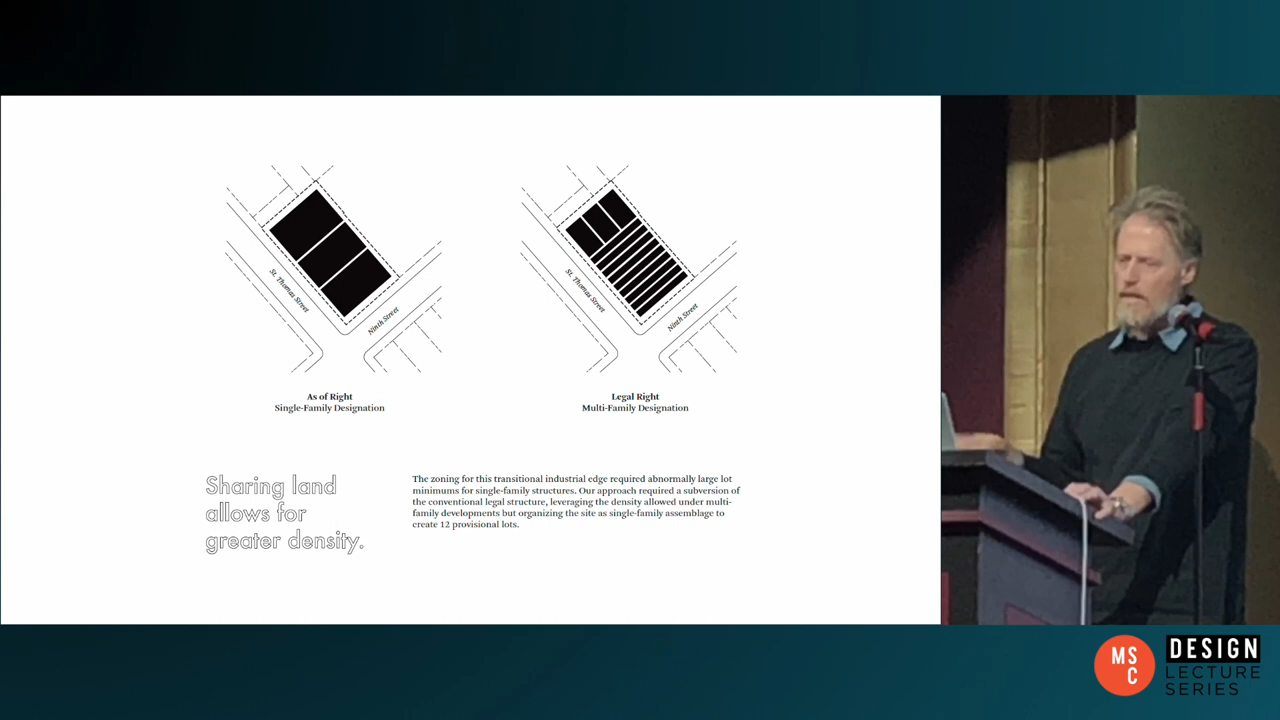 St. Thomas Street
Ninth Street
As of Right
Single-Family Designation
St. Thomas Street
Ninth Street
Legal Right
Multi-Family Designation
Sharing land
allows for
greater density.
The zoning for this transitional industrial edge required abnormally large lot
minimums for single-family structures. Our approach required a subversion of
the conventional legal structure, leveraging the density allowed under multi-
family developments but organizing the site as single-family assemblage to
create 12 provisional lots.
MS
C
DESIGN
LECTURE
SERIES